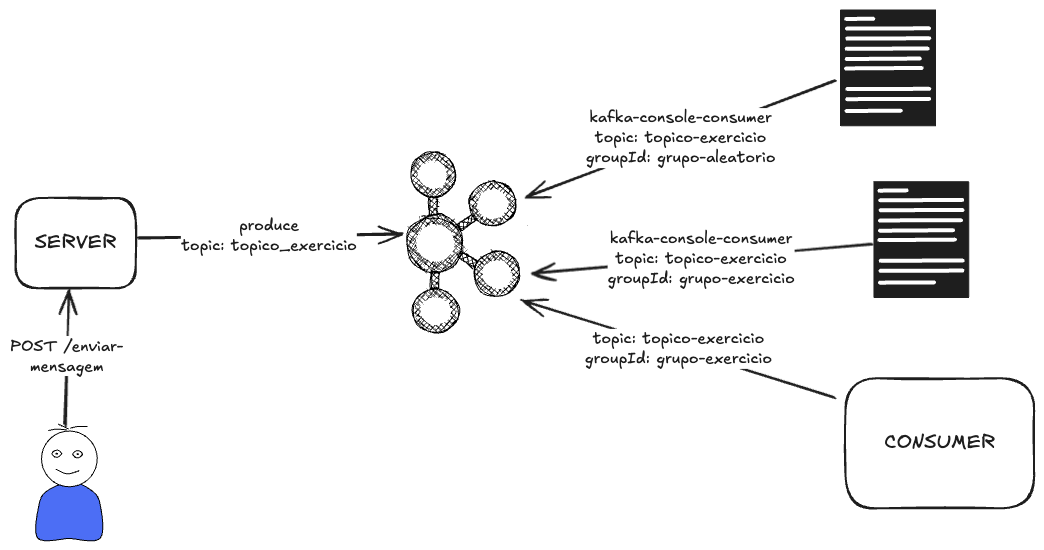 SERVER
produce
topic: topico_exercicio
POST /enviar-
mensagem
kafka-console-consumer
topic: topico-exercicio
groupId: grupo-aleatorio
kafka-console-consumer
topic: topico-exercicio
groupId: grupo-exercicio
topic: topico-exercicio
groupId: grupo-exercicio
CONSUMER